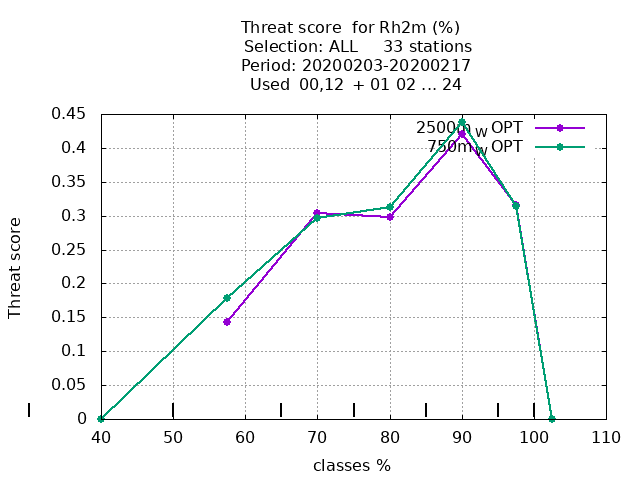 Threat score for Rh2m (%)
Selection: ALL 33 stations
Period: 20200203-20200217
Used 00,12 + 01 02 ... 24
0.45
0.4
0.35
0.3
0.25
0.2
0.15
0.1
0.05
0
Threat score
2500m_WOPT
750m_WOPT
40 50 60 70 80 90 100 110
classes %